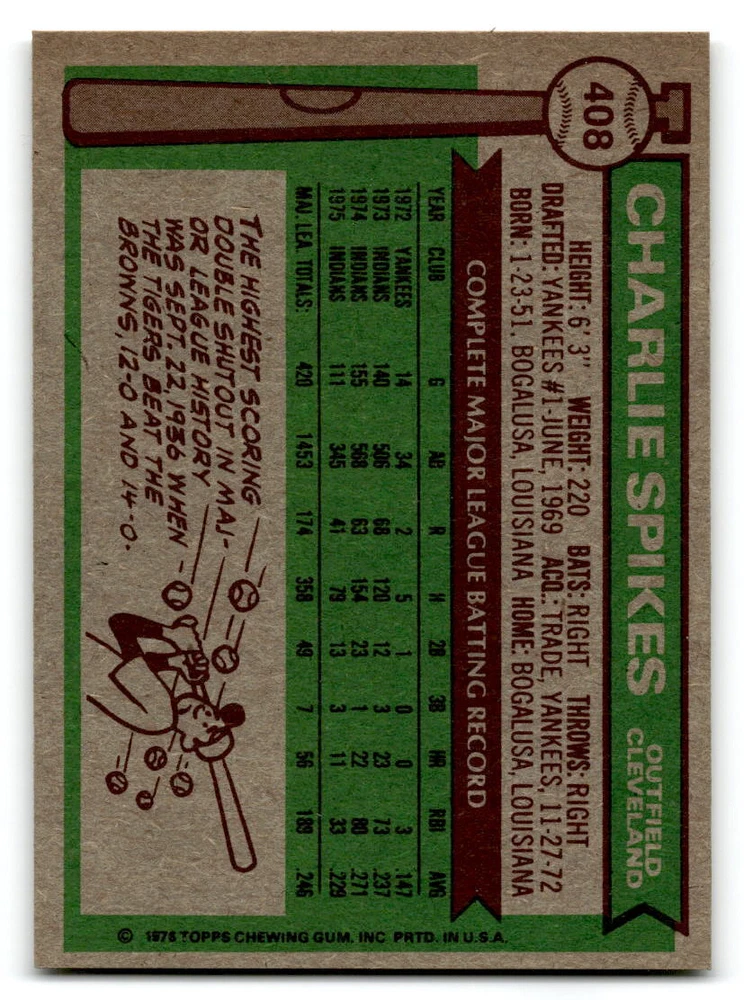 408
CHARLIE SPIKES
OUTFIELD
CLEVELAND
HEIGHT: 6' 3" WEIGHT: 220 BATS: RIGHT THROWS: RIGHT
DRAFTED: YANKEES #1-JUNE, 1969 ACQ.: TRADE, YANKEES, 11-27-72
BORN: 1-23-51, BOGALUSA, LOUISIANA HOME: BOGALUSA, LOUISIANA
COMPLETE MAJOR LEAGUE BATTING RECORD
YEAR CLUB G AB R H 2B 3B HR RBI AVG
1972 YANKEES 14 34 2 5 1 0 0 3 .147
1973 INDIANS 140 506 68 120 12 3 23 73 .237
1974 INDIANS 155 568 63 154 23 1 22 80 .271
1975 INDIANS 111 345 41 79 13 3 11 33 .229
MAJ. LEA. TOTALS: 420 1453 174 358 49 7 56 189 .246
THE HIGHEST SCORING
DOUBLE SHUTOUT IN MAJ-
OR LEAGUE HISTORY
WAS SEPT. 22, 1936 WHEN
THE TIGERS BEAT THE
BROWNS, 12-0 AND 14-0.
© 1976 TOPPS CHEWING GUM, INC PRTD. IN U.S.A.